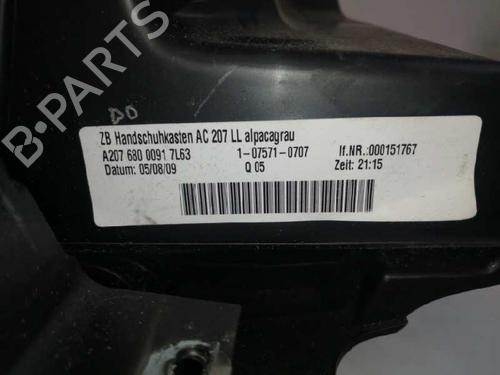 DO
ZB Handschuhkasten AC 207 LL alpacagrau
A207 680 0091 7L63 1-07571-0707 lf.NR.:000151767
Datum: 05/08/09 Q 05 Zeit: 21:15
B-PARTS